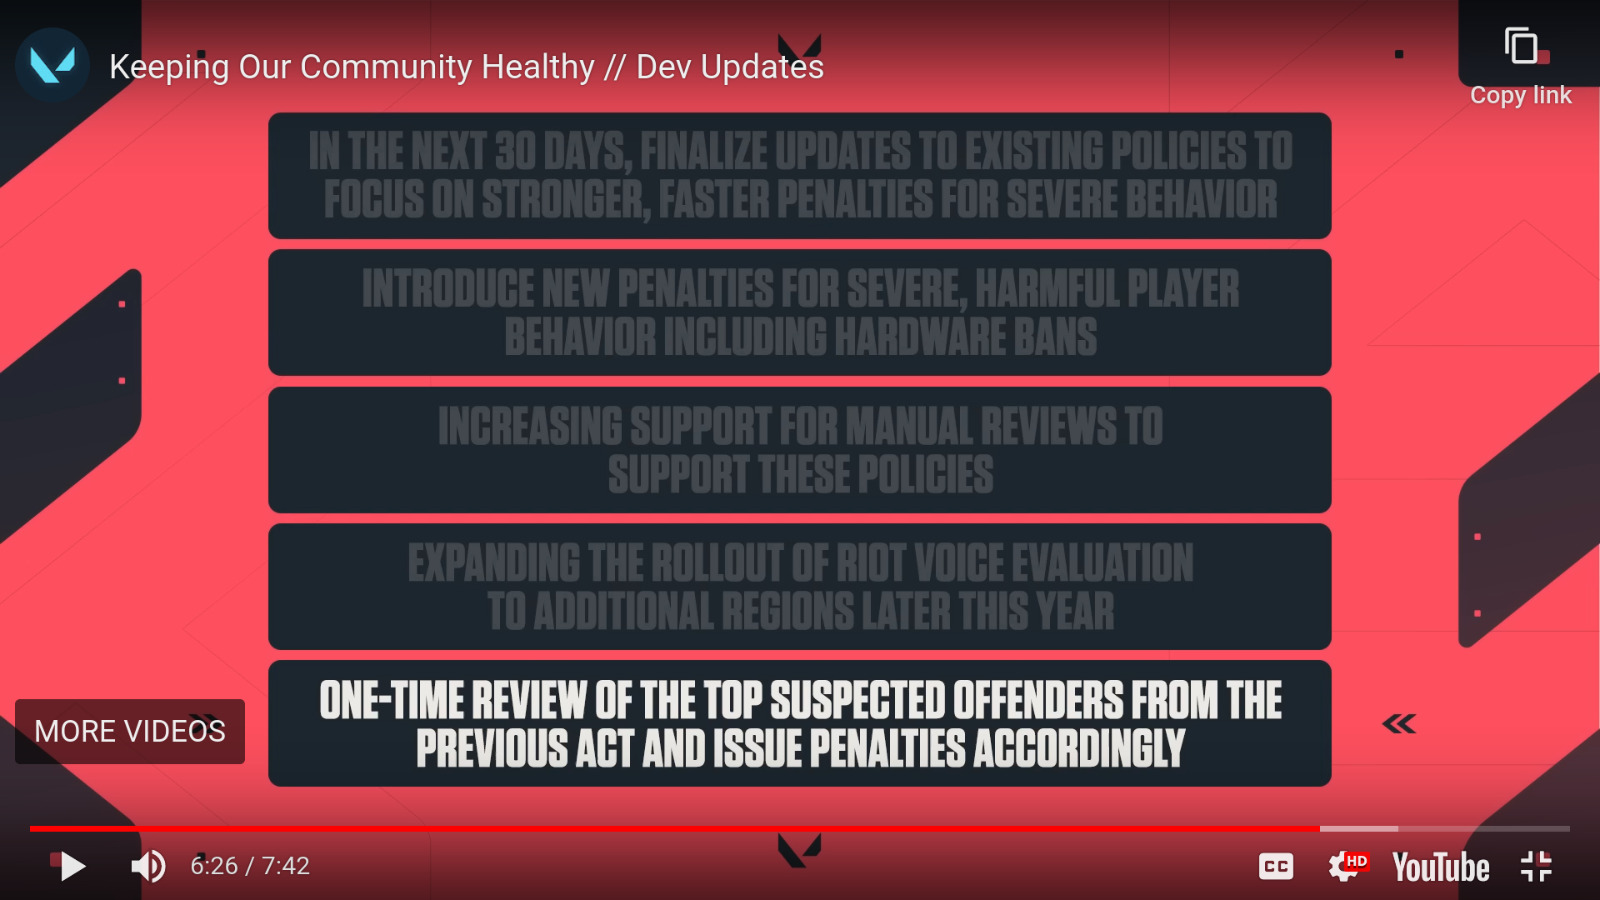 Keeping Our Community Healthy // Dev Updates
Copy link
IN THE NEXT 30 DAYS, FINALIZE UPDATES TO EXISTING POLICIES TO
FOCUS ON STRONGER, FASTER PENALTIES FOR SEVERE BEHAVIOR
INTRODUCE NEW PENALTIES FOR SEVERE, HARMFUL PLAYER
BEHAVIOR INCLUDING HARDWARE BANS
INCREASING SUPPORT FOR MANUAL REVIEWS TO
SUPPORT THESE POLICIES
EXPANDING THE ROLLOUT OF RIOT VOICE EVALUATION
TO ADDITIONAL REGIONS LATER THIS YEAR
ONE-TIME REVIEW OF THE TOP SUSPECTED OFFENDERS FROM THE
PREVIOUS ACT AND ISSUE PENALTIES ACCORDINGLY
MORE VIDEOS
6:26 / 7:42
CC
HD
YouTube